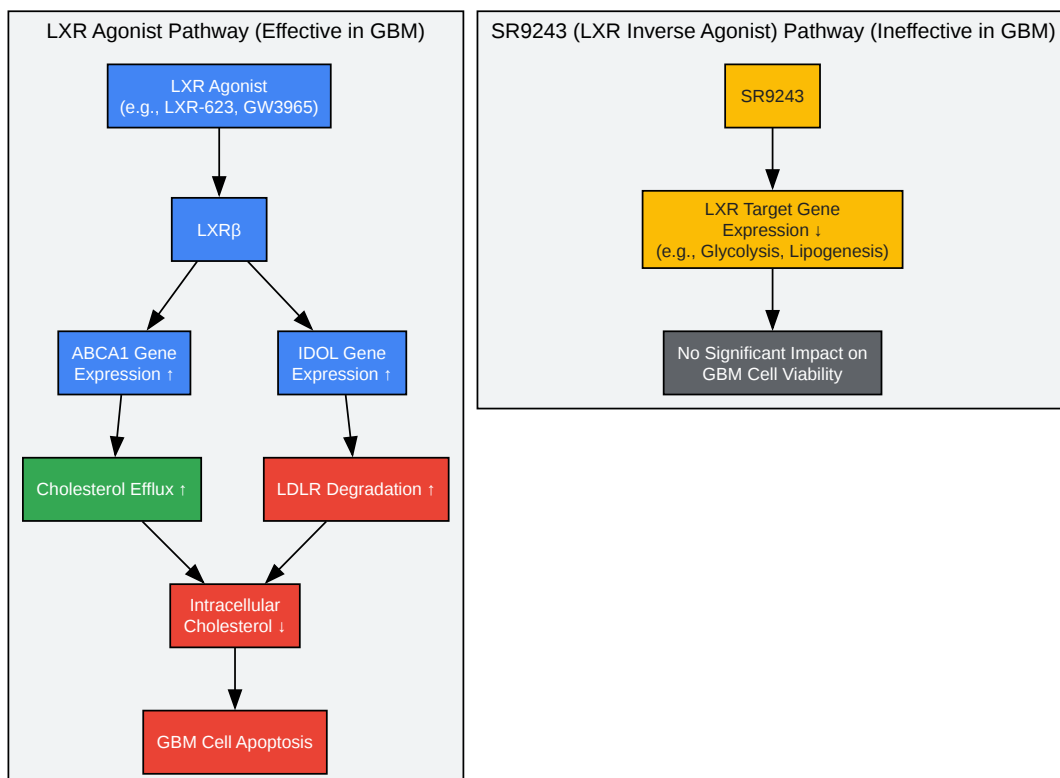 LXR Agonist Pathway (Effective in GBM)
LXR Agonist
(e.g., LXR-623, GW3965)
LXRβ
ABCA1 Gene
Expression ↑
IDOL Gene
Expression ↑
Cholesterol Efflux ↑
LDLR Degradation ↑
Intracellular
Cholesterol ↓
GBM Cell Apoptosis
SR9243 (LXR Inverse Agonist) Pathway (Ineffective in GBM)
SR9243
LXR Target Gene
Expression ↓
(e.g., Glycolysis, Lipogenesis)
No Significant Impact on
GBM Cell Viability